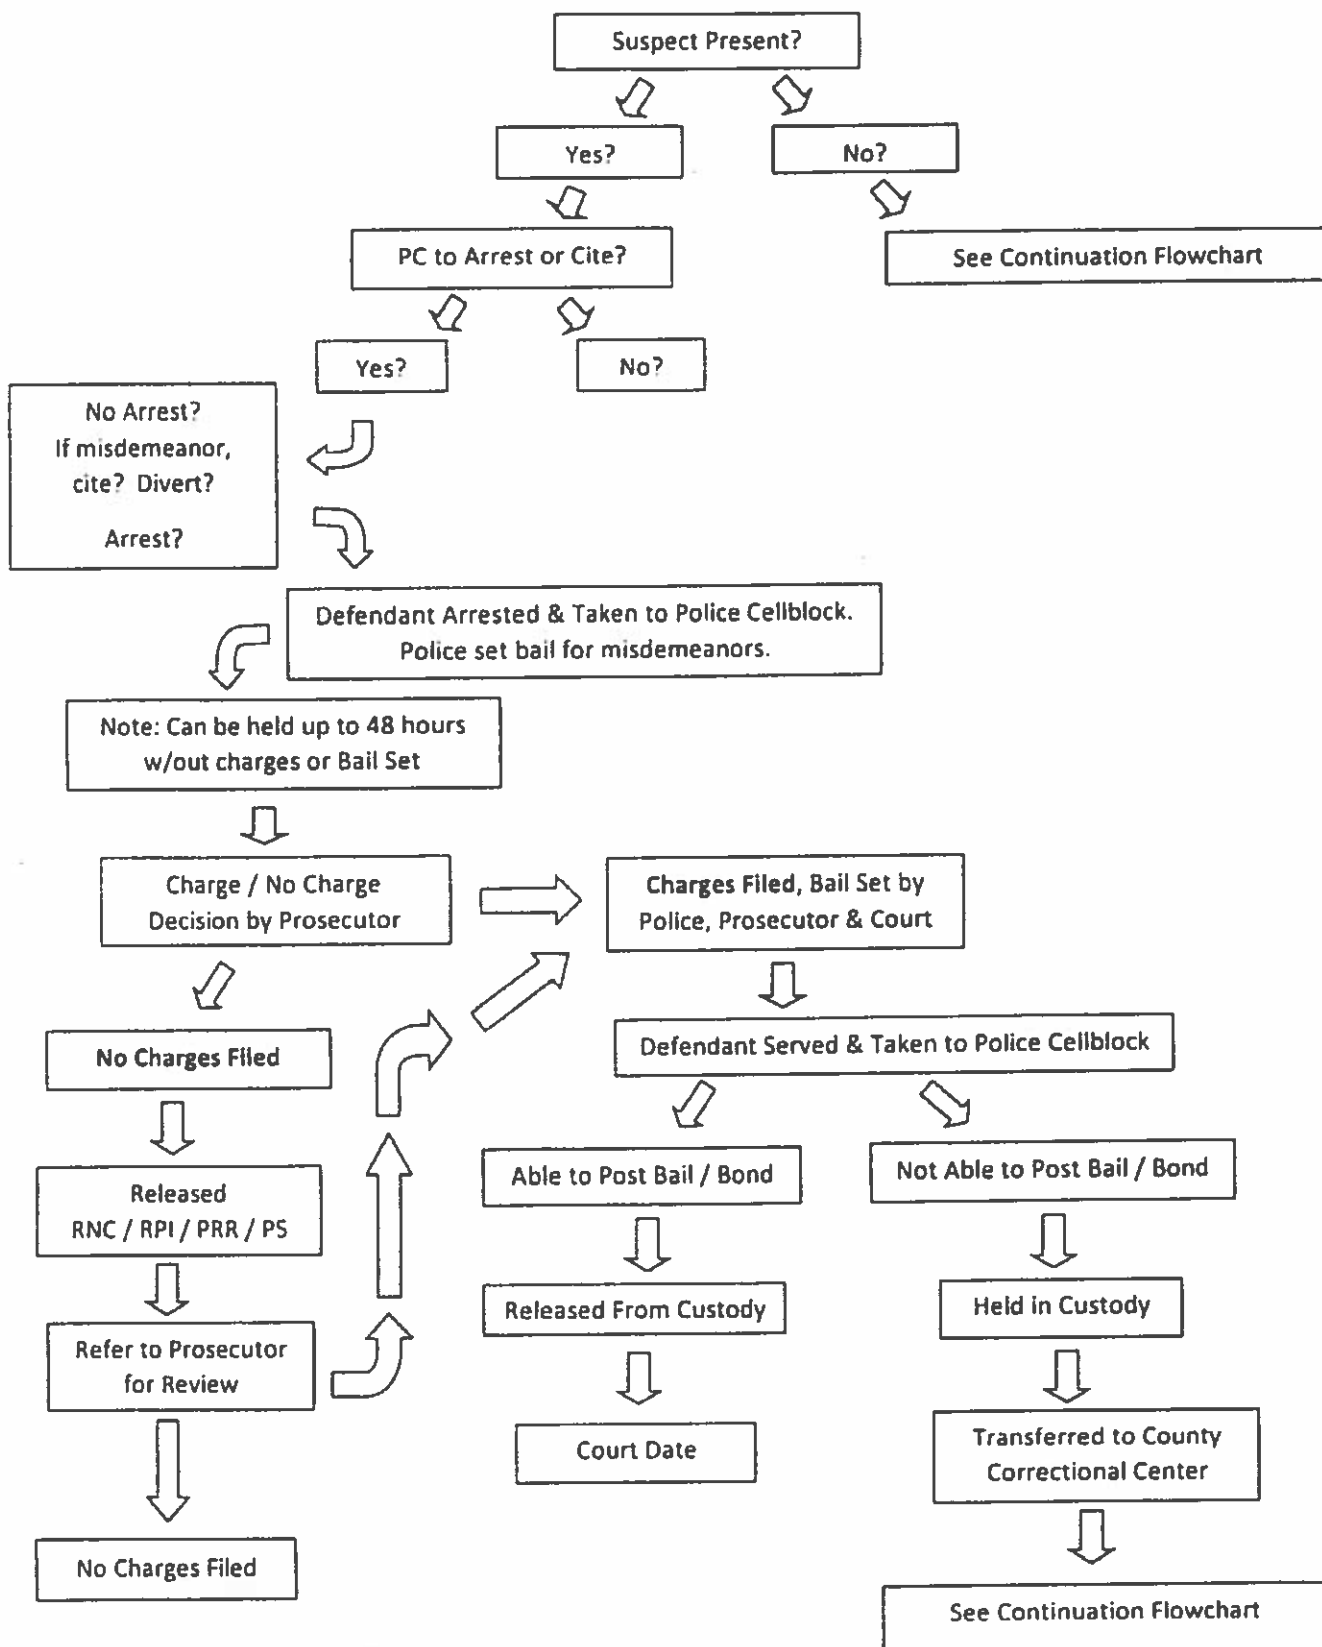 Suspect Present?
Yes?
No?
PC to Arrest or Cite?
See Continuation Flowchart
Yes?
No?
No Arrest?
If misdemeanor,
cite? Divert?
Arrest?
Defendant Arrested & Taken to Police Cellblock.
Police set bail for misdemeanors.
Note: Can be held up to 48 hours
w/out charges or Bail Set
Charge / No Charge
Decision by Prosecutor
Charges Filed, Bail Set by
Police, Prosecutor & Court
No Charges Filed
Defendant Served & Taken to Police Cellblock
Released
RNC / RPI / PRR / PS
Able to Post Bail / Bond
Not Able to Post Bail / Bond
Refer to Prosecutor
for Review
Released From Custody
Held in Custody
Court Date
Transferred to County
Correctional Center
No Charges Filed
See Continuation Flowchart